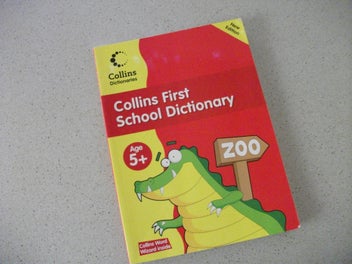 Collins
Dictionaries
New
Edition
Collins First
School Dictionary
Age
5+
ZOO
Collins Word
Wizard inside